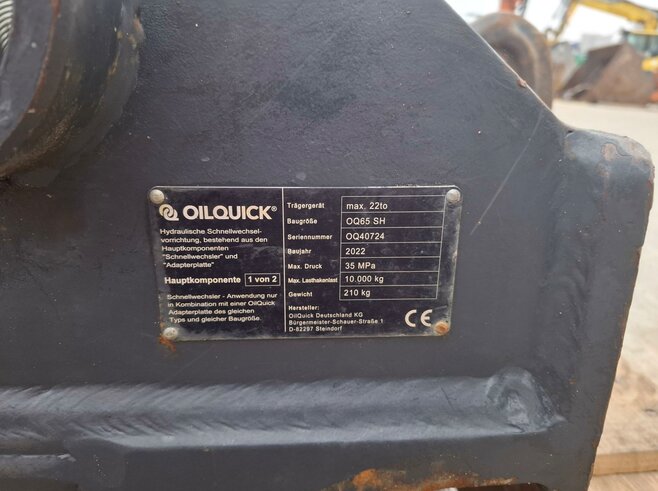 OILQUICK®
Hydraulische Schnellwechsel-
vorrichtung, bestehend aus den
Hauptkomponenten
"Schnellwechsler" und
"Adapterplatte"
Hauptkomponente 1 von 2
Schnellwechsler - Anwendung nur
in Kombination mit einer OilQuick
Adapterplatte des gleichen
Typs und gleicher Baugröße.
Trägergerät max. 22to
Baugröße OQ65 SH
Seriennummer OQ40724
Baujahr 2022
Max. Druck 35 MPa
Max. Lasthakenlast 10.000 kg
Gewicht 210 kg
Hersteller:
OilQuick Deutschland KG
Bürgermeister-Schauer-Straße 1
D-82297 Steindorf
CE